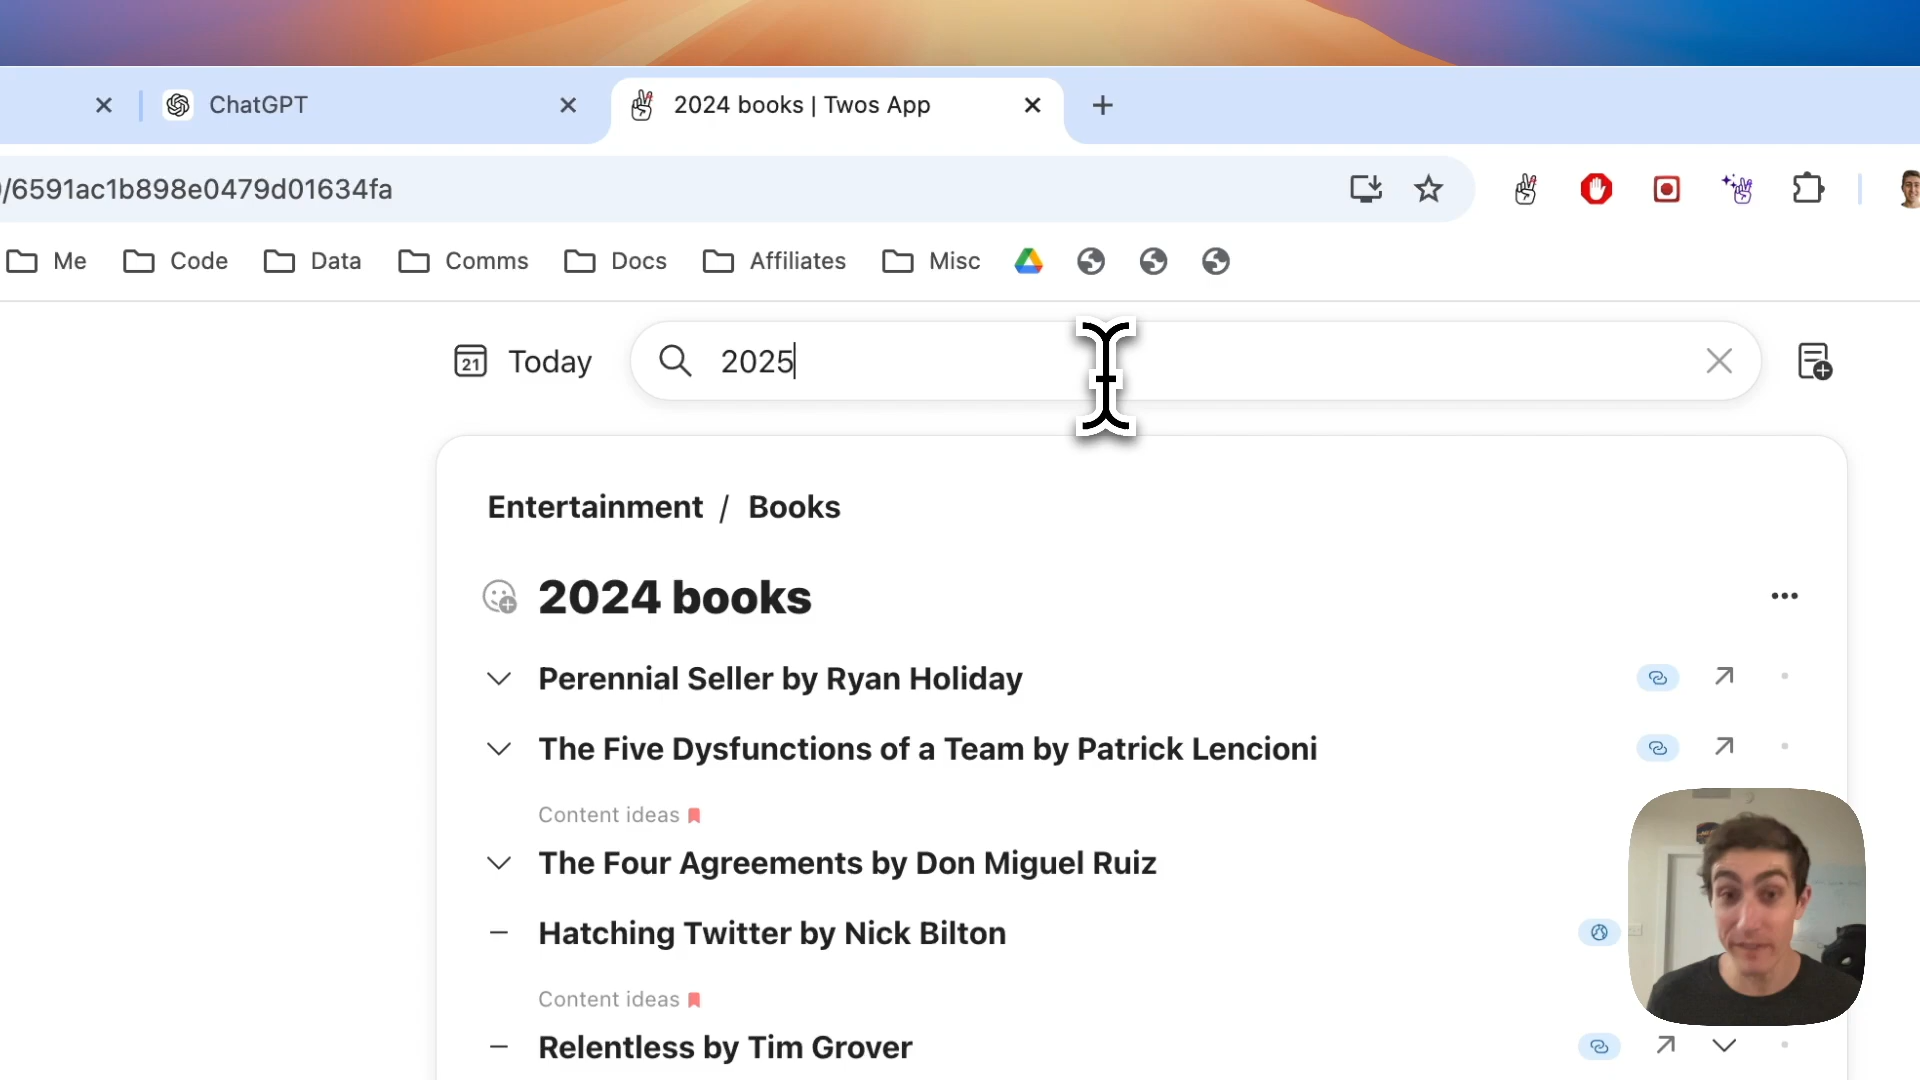 ChatGPT
2024 books | Twos App
/6591ac1b898e0479d01634fa
Me Code Data Comms Docs Affiliates Misc
21 Today 2025
Entertainment / Books
2024 books
Perennial Seller by Ryan Holiday
The Five Dysfunctions of a Team by Patrick Lencioni
Content ideas
The Four Agreements by Don Miguel Ruiz
Hatching Twitter by Nick Bilton
Content ideas
Relentless by Tim Grover